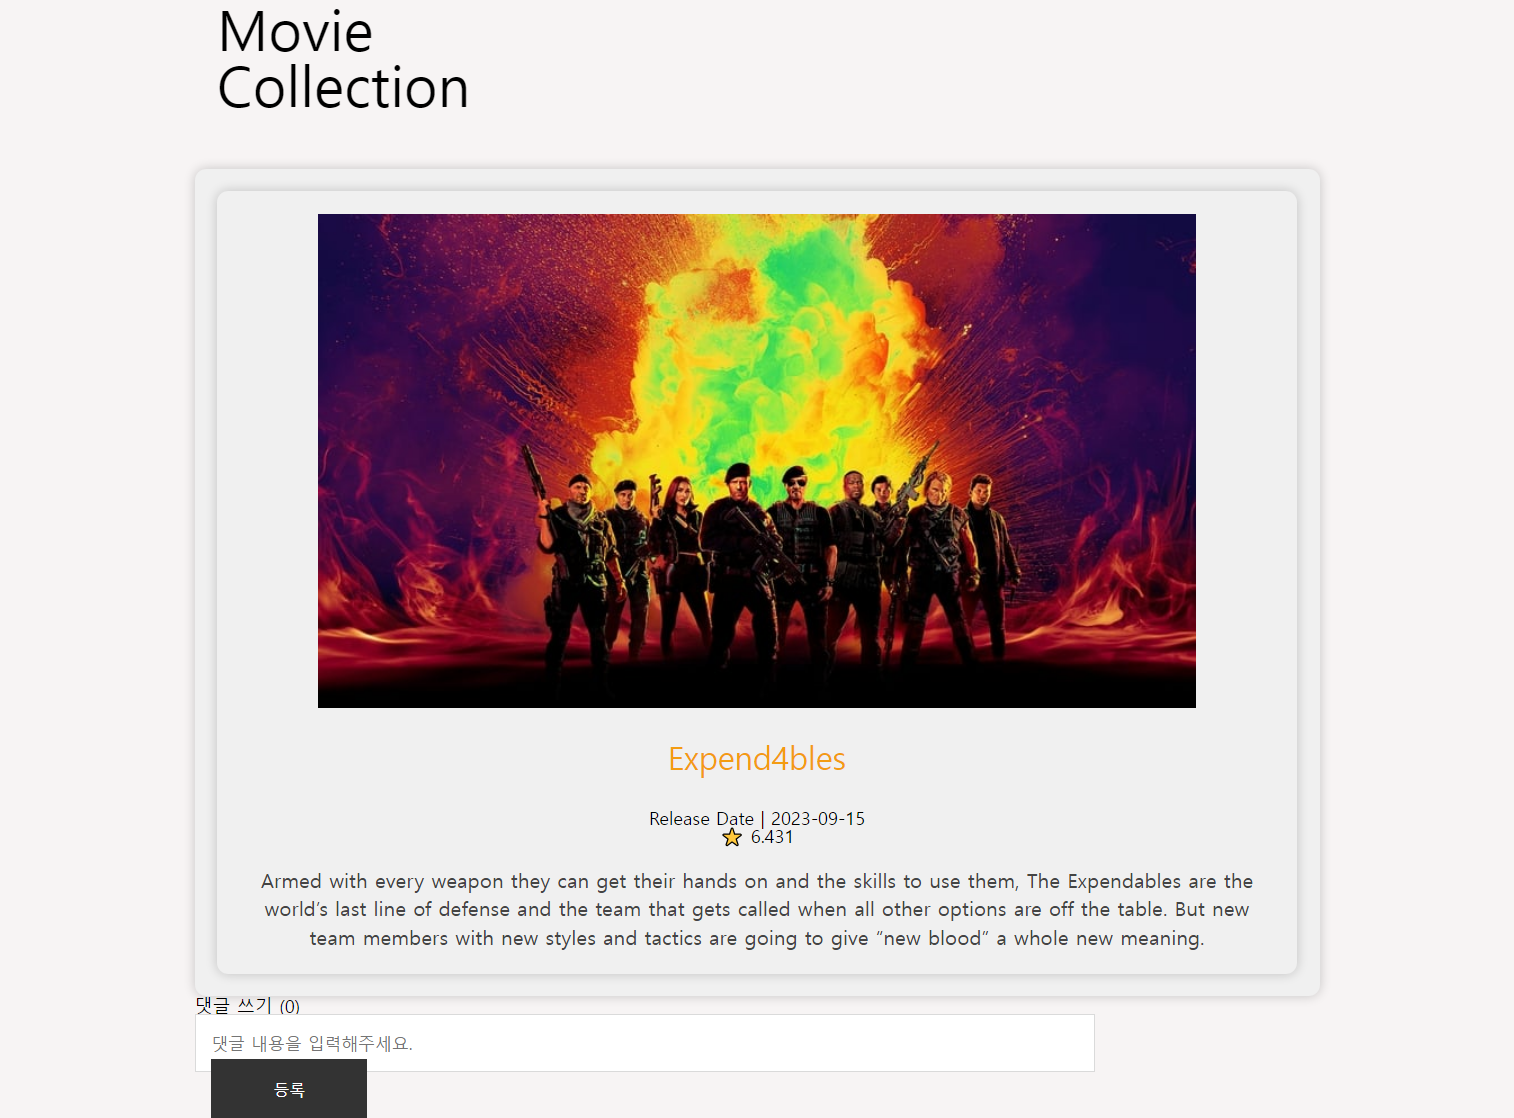 Movie
Collection
Expend4bles
Release Date | 2023-09-15
6.431
Armed with every weapon they can get their hands on and the skills to use them, The Expendables are the
world’s last line of defense and the team that gets called when all other options are off the table. But new
team members with new styles and tactics are going to give “new blood” a whole new meaning.
댓글 쓰기 (0)
댓글 내용을 입력해주세요.
등록